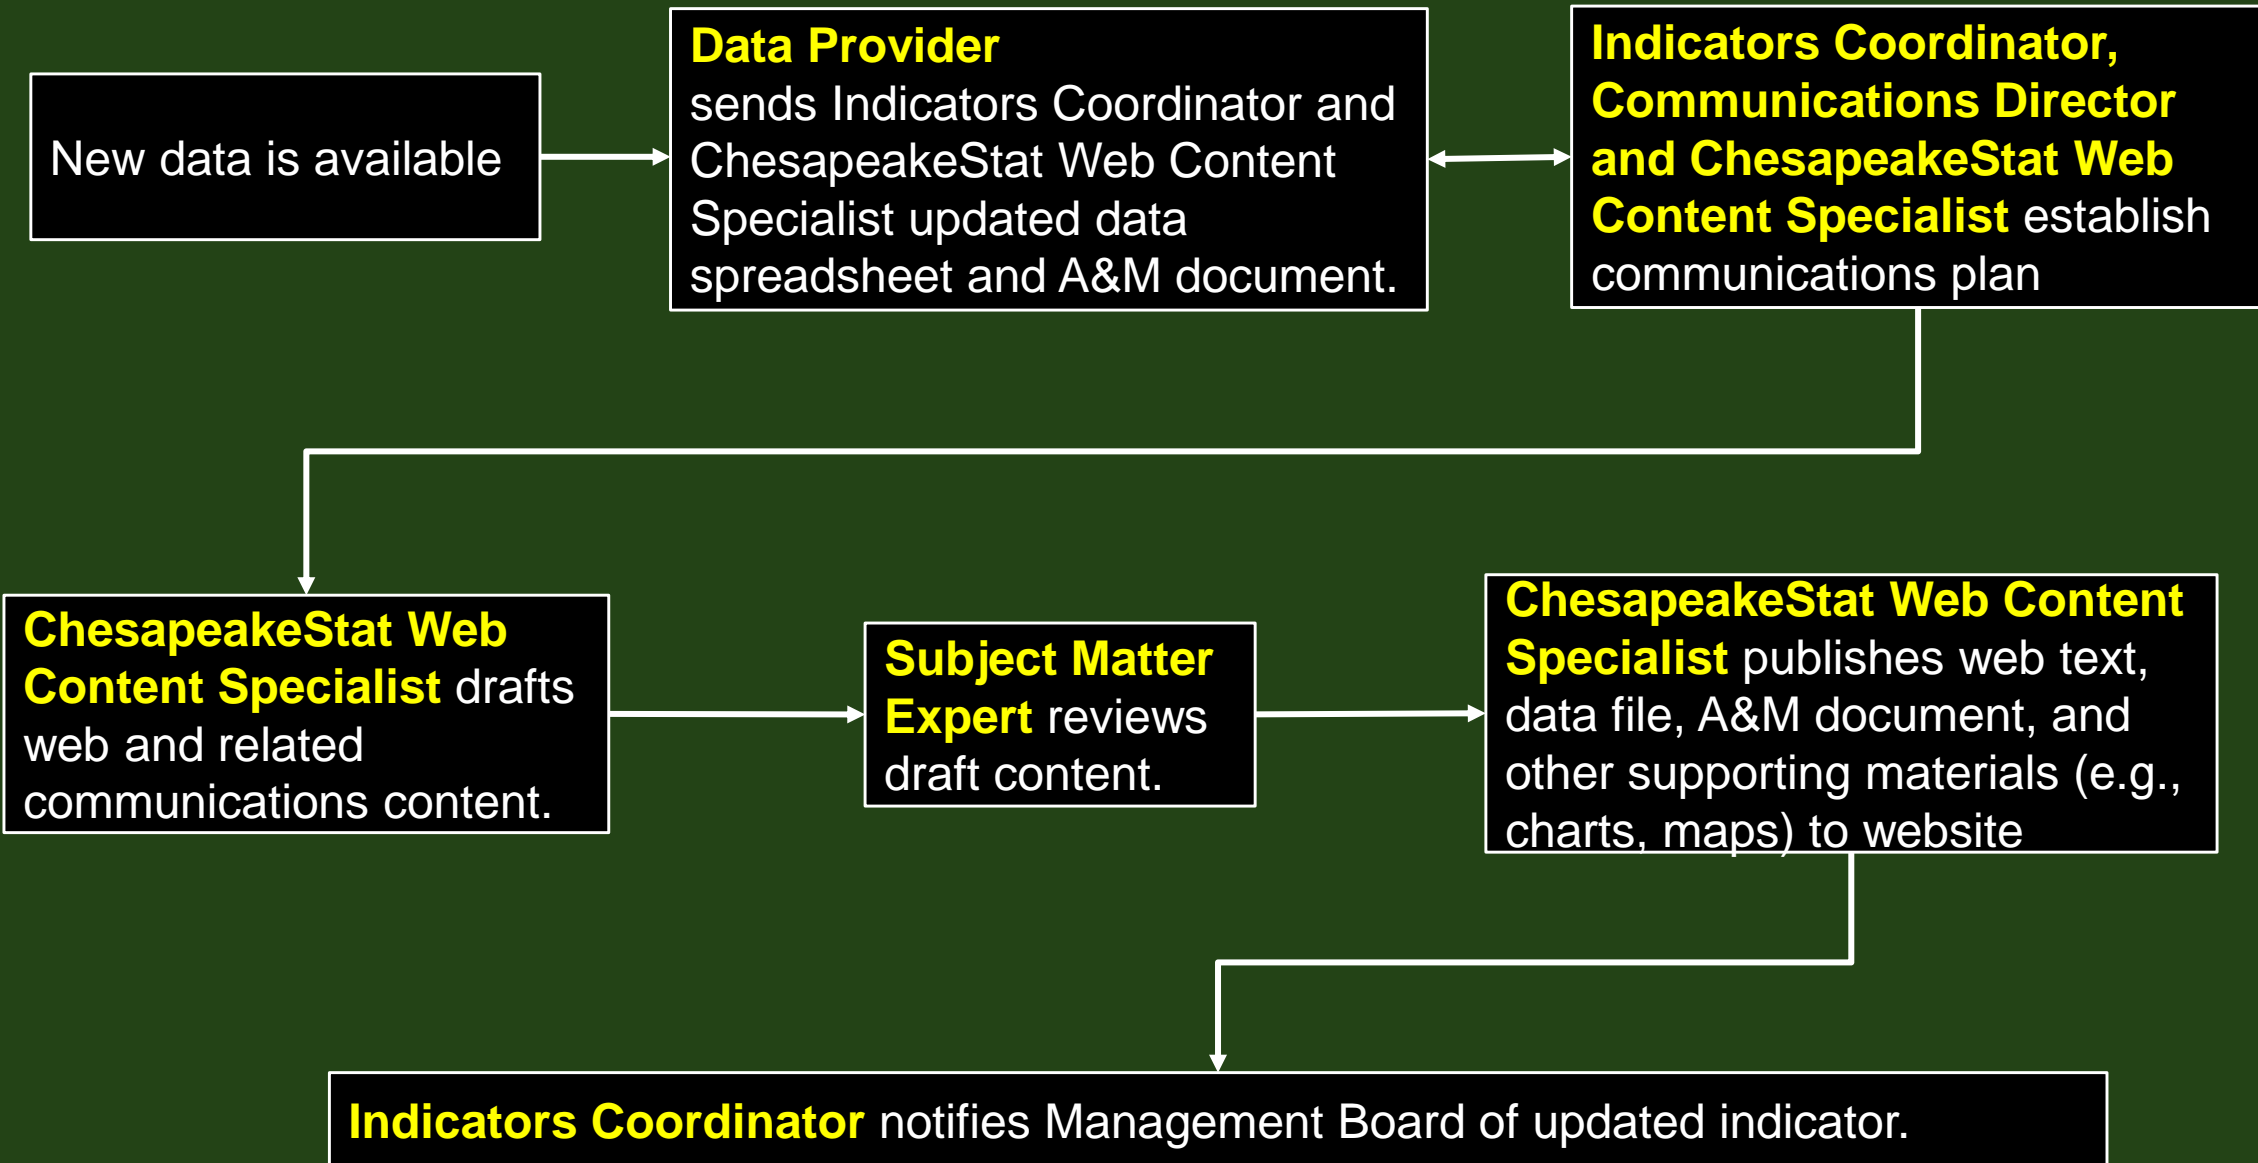 New data is available
Data Provider
sends Indicators Coordinator and
ChesapeakeStat Web Content
Specialist updated data
spreadsheet and A&M document.
Indicators Coordinator,
Communications Director
and ChesapeakeStat Web
Content Specialist establish
communications plan
ChesapeakeStat Web
Content Specialist drafts
web and related
communications content.
Subject Matter
Expert reviews
draft content.
ChesapeakeStat Web Content
Specialist publishes web text,
data file, A&M document, and
other supporting materials (e.g.,
charts, maps) to website
Indicators Coordinator notifies Management Board of updated indicator.